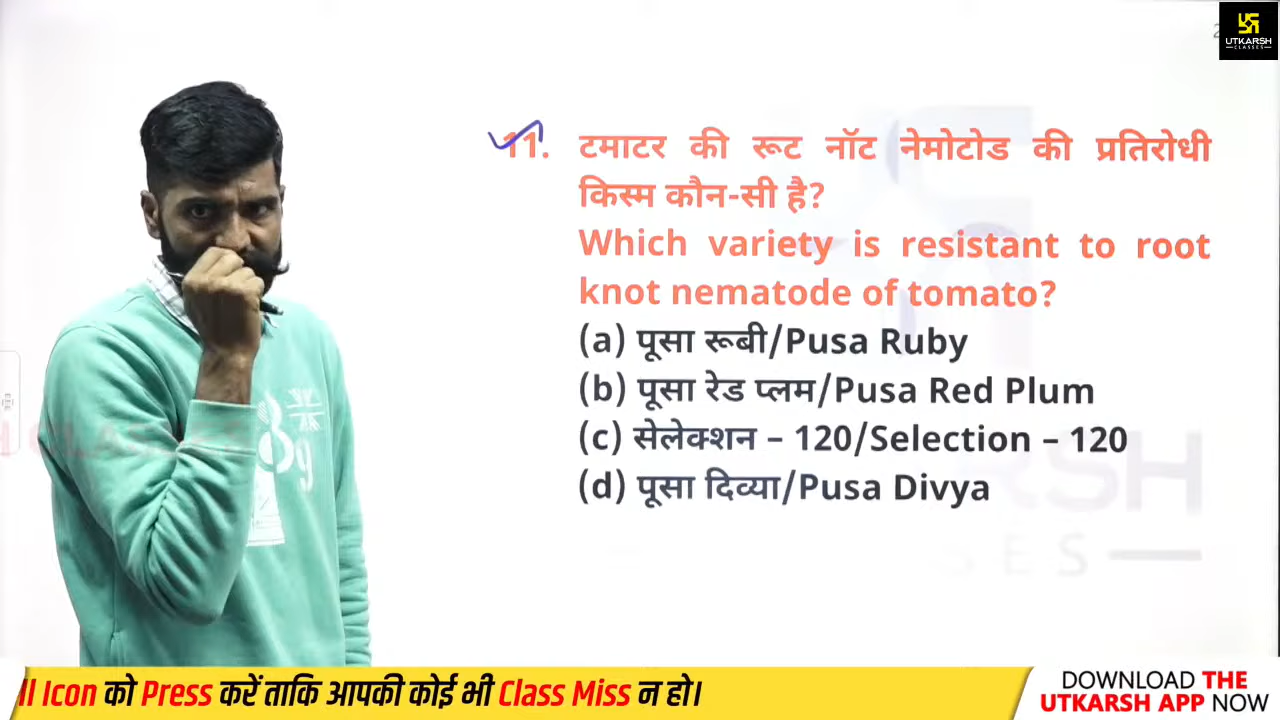 UTKARSH
CLASSES
11. टमाटर की रूट नॉट नेमोटोड की प्रतिरोधी
किस्म कौन-सी है?
Which variety is resistant to root
knot nematode of tomato?
(a) पूसा रूबी/Pusa Ruby
(b) पूसा रेड प्लम/Pusa Red Plum
(c) सेलेक्शन – 120/Selection – 120
(d) पूसा दिव्या/Pusa Divya
Icon को Press करें ताकि आपकी कोई भी Class Miss न हो।
DOWNLOAD THE
UTKARSH APP NOW